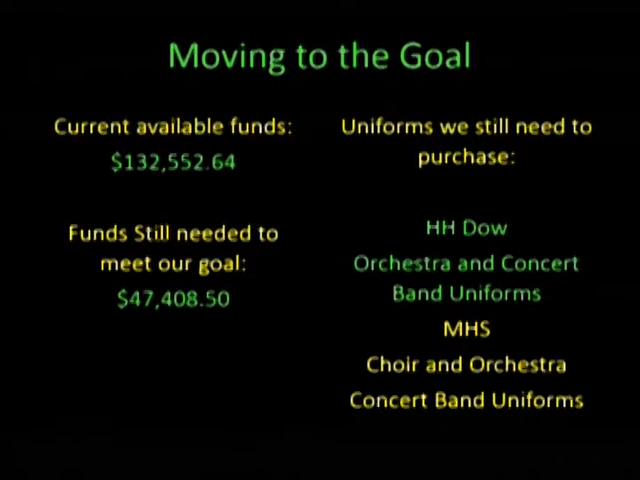 Moving to the Goal
Current available funds:
$132,552.64
Funds Still needed to
meet our goal:
$47,408.50
Uniforms we still need to
purchase:
HH Dow
Orchestra and Concert
Band Uniforms
MHS
Choir and Orchestra
Concert Band Uniforms